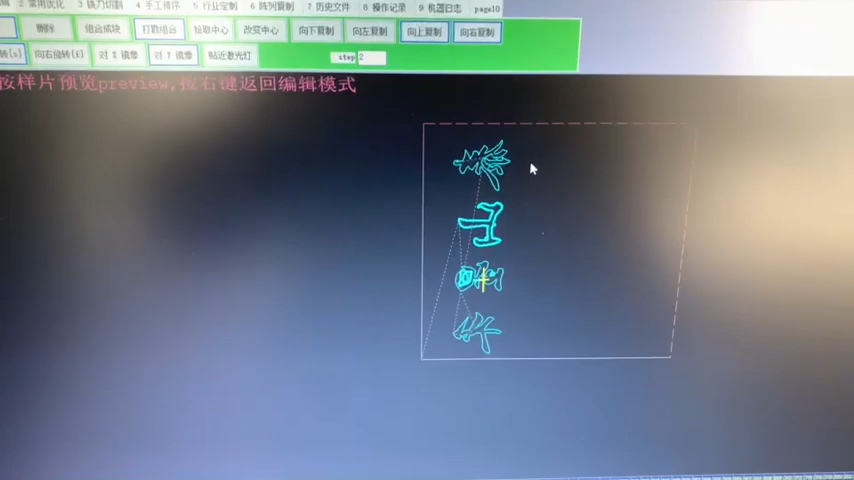 2 常用优化 3 铣刀切割 4 手工排序 5 行业定制 6 阵列复制 7 历史文件 8 操作记录 9 机器日志 page10
删除 组合成块 打散组合 拾取中心 改变中心 向下复制 向左复制 向上复制 向右复制
转[s] 向右旋转[f] 对 X 镜像 对 Y 镜像 贴近激光灯 step 2
按样片预览preview,按右键返回编辑模式